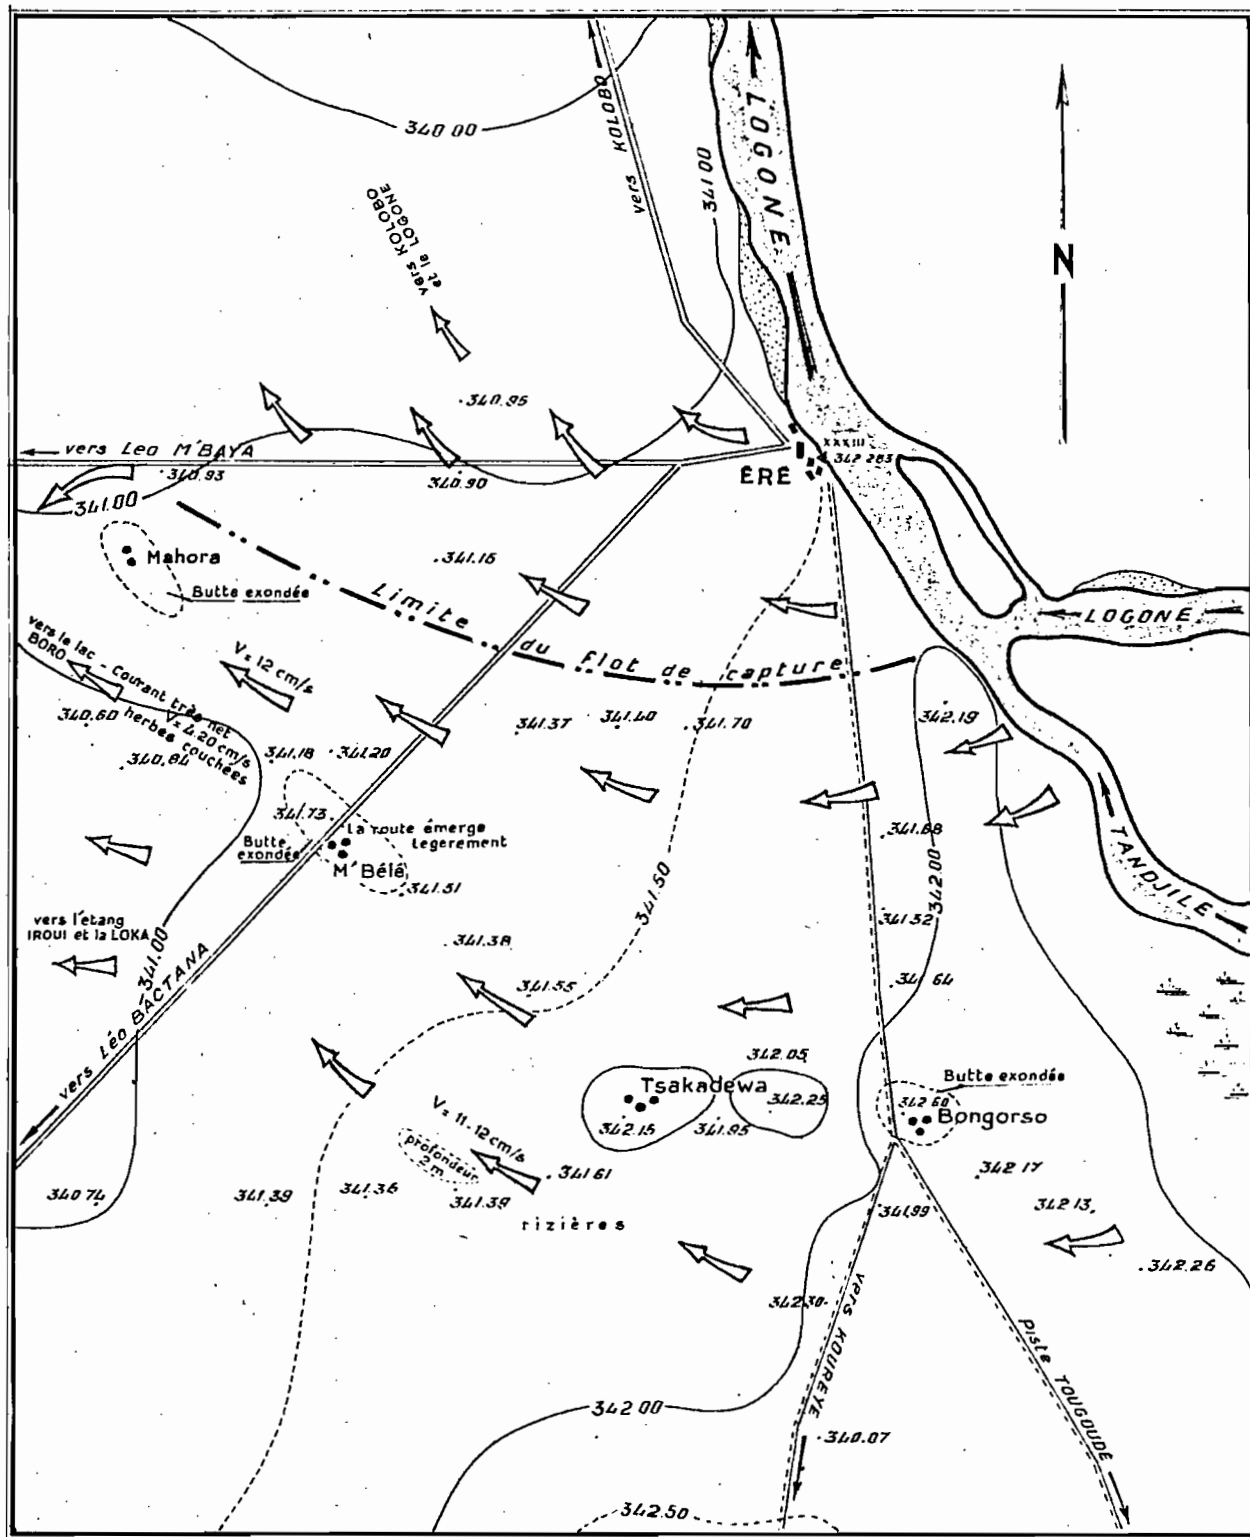 340 00
vers KOLOBO
341 00
LOGONE
N
vers KOLOBO
et le LOGONE
340.95
vers Léo M'BAYA
340.93
340.90
XXXIII
342.283
ÉRÉ
341.00
Mahora
Butte exondée
341.16
Limite du flot de capture
LOGONE
vers le lac - Courant très net
BORO
V = 4.20 cm/s
herbes couchées
V = 12 cm/s
340.60
340.84
341.18
341.20
341.37
341.40
341.70
342.19
341.73
La route émerge
légèrement
Butte
exondée
M'Bélé
341.51
341.68
342.00
TANDJILE
341.50
341.52
vers l'étang
IROUI et la LOKA
341.00
341.38
341.55
341 64
vers Léo BACTANA
342.05
Tsakadewa
342.25
342.15
341.95
Butte exondée
342 60
Bongorso
V = 11-12 cm/s
profondeur
2 m
341.61
342.17
340 74
341.39
341.36
341.39
rizières
341.99
342 13
342.26
342.30
vers KOUREYE
piste TOUGOUDE
342 00
340.07
342.50